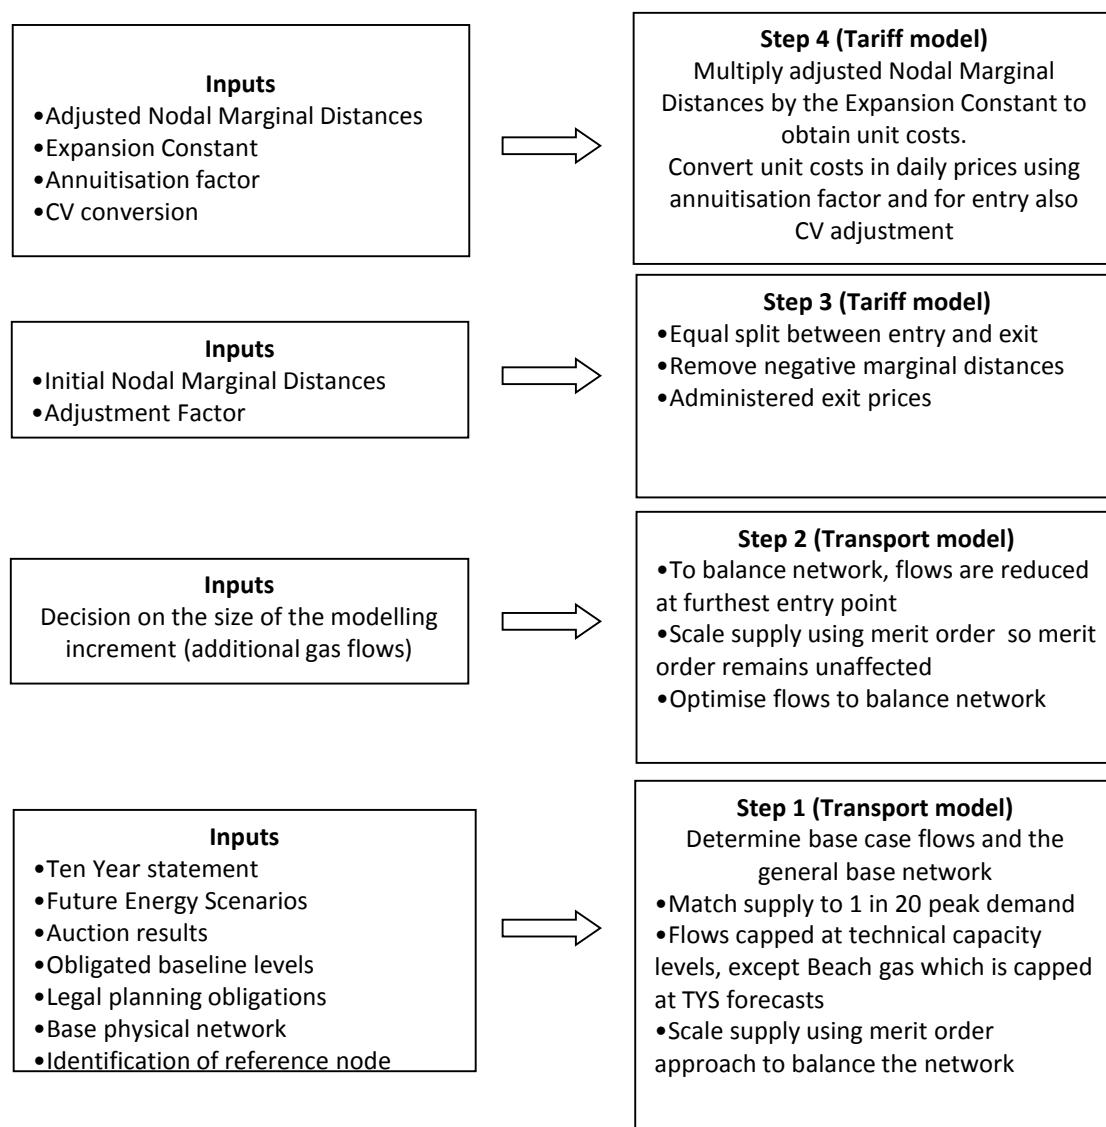 Inputs
•Adjusted Nodal Marginal Distances
•Expansion Constant
•Annuitisation factor
•CV conversion
Step 4 (Tariff model)
Multiply adjusted Nodal Marginal
Distances by the Expansion Constant to
obtain unit costs.
Convert unit costs in daily prices using
annuitisation factor and for entry also
CV adjustment
Inputs
•Initial Nodal Marginal Distances
•Adjustment Factor
Step 3 (Tariff model)
•Equal split between entry and exit
•Remove negative marginal distances
•Administered exit prices
Inputs
Decision on the size of the modelling
increment (additional gas flows)
Step 2 (Transport model)
•To balance network, flows are reduced
at furthest entry point
•Scale supply using merit order so merit
order remains unaffected
•Optimise flows to balance network
Inputs
•Ten Year statement
•Future Energy Scenarios
•Auction results
•Obligated baseline levels
•Legal planning obligations
•Base physical network
•Identification of reference node
Step 1 (Transport model)
Determine base case flows and the
general base network
•Match supply to 1 in 20 peak demand
•Flows capped at technical capacity
levels, except Beach gas which is capped
at TYS forecasts
•Scale supply using merit order
approach to balance the network